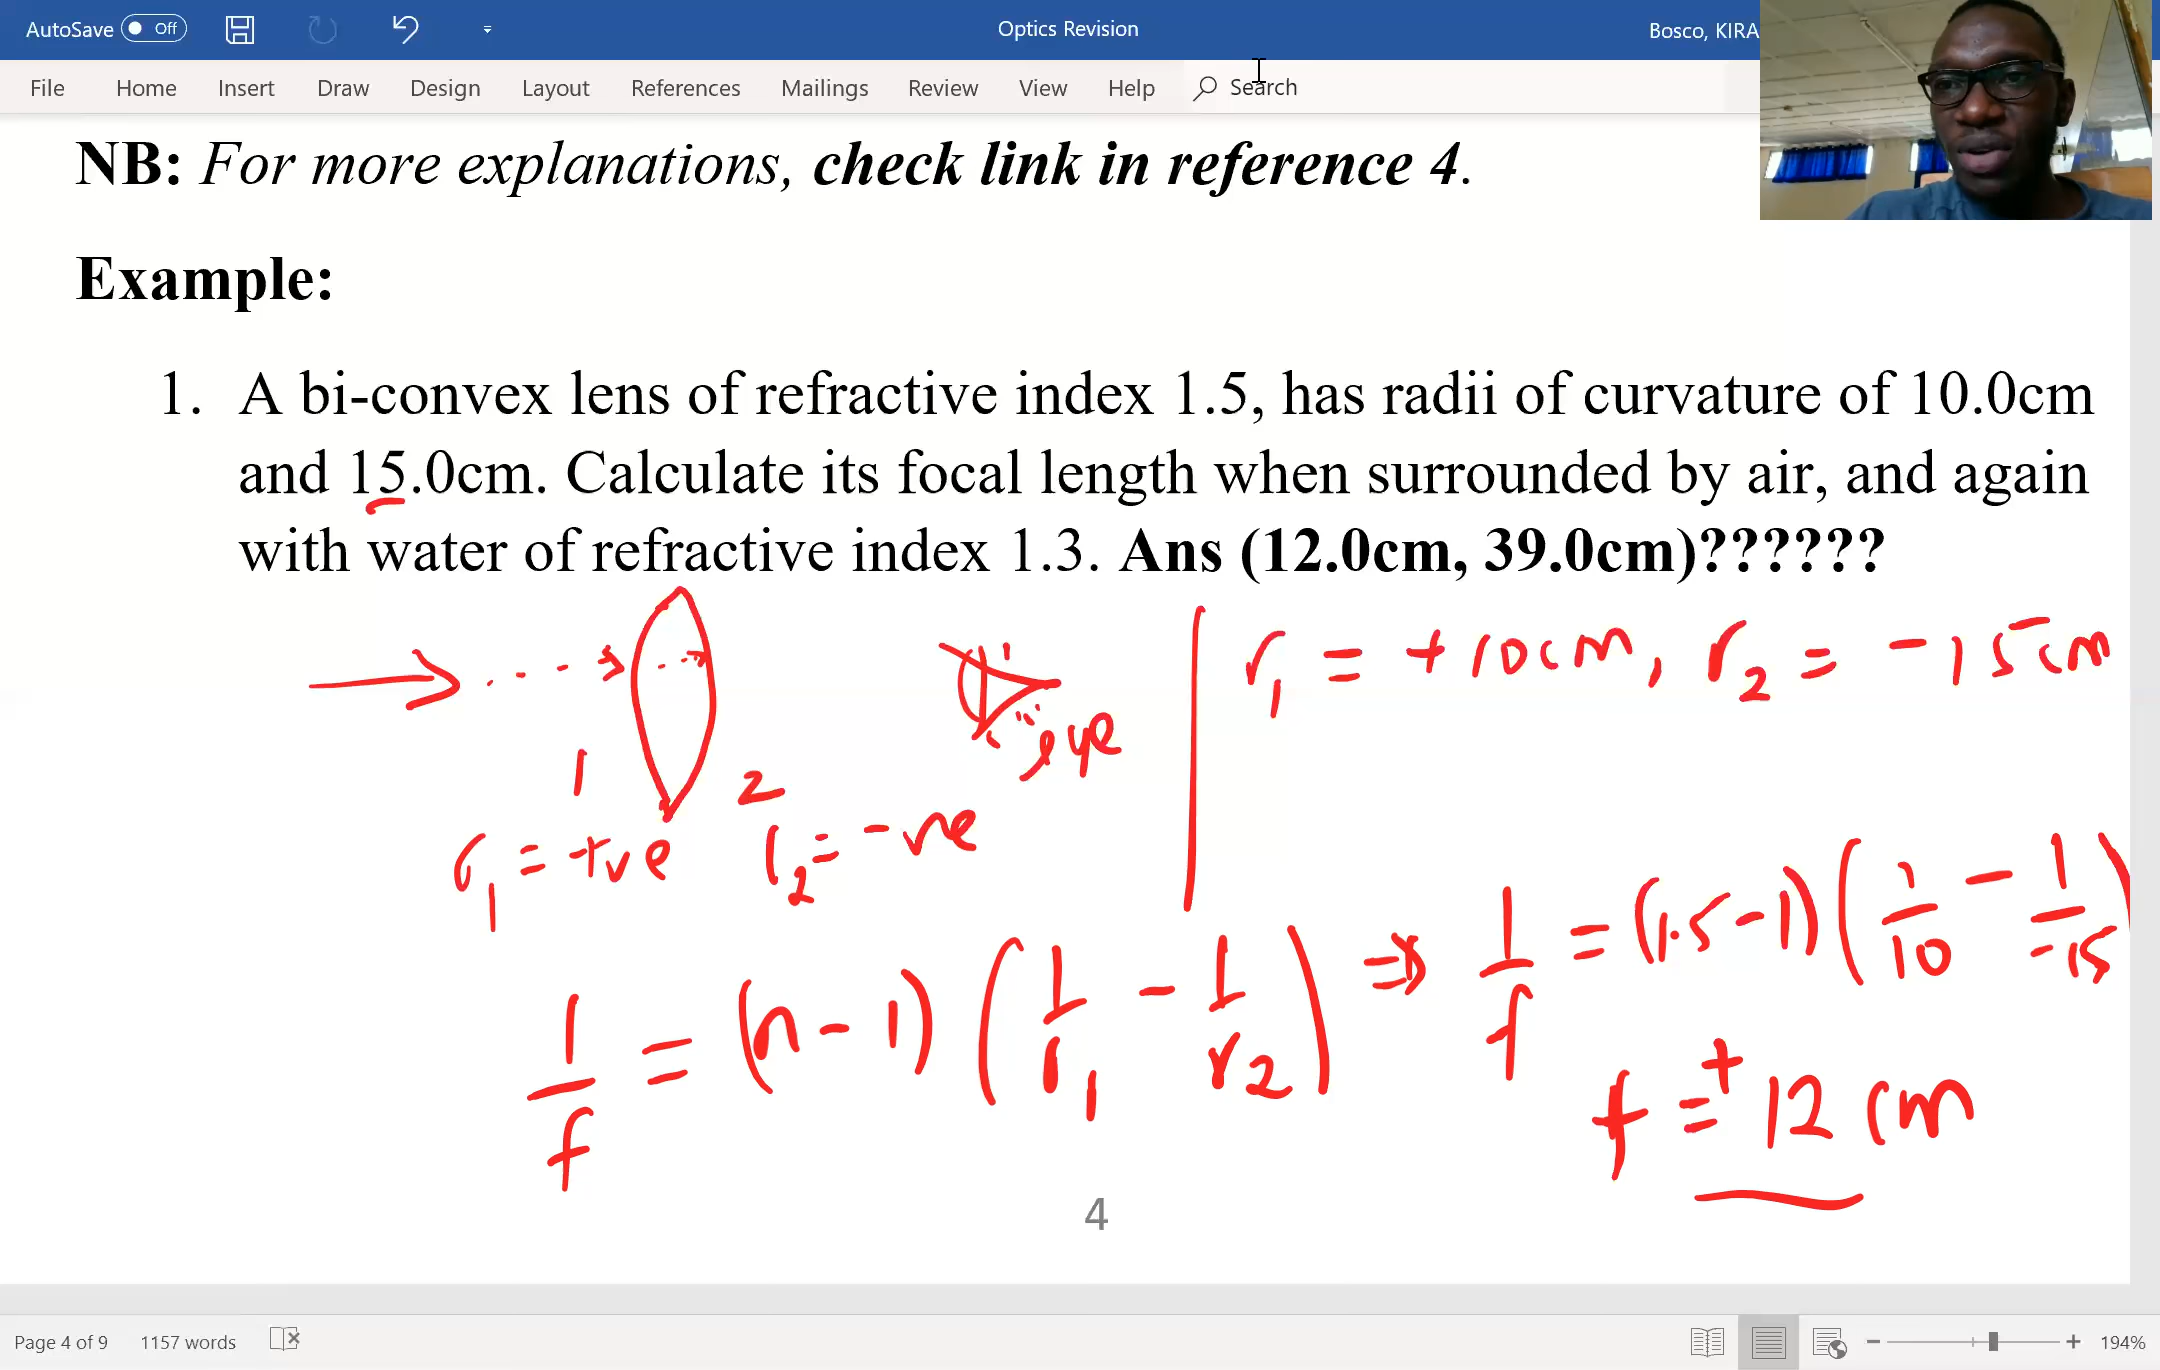 AutoSave Off Optics Revision Bosco, KIRA
File Home Insert Draw Design Layout References Mailings Review View Help Search
NB: For more explanations, check link in reference 4.
Example:
1. A bi-convex lens of refractive index 1.5, has radii of curvature of 10.0cm
and 15.0cm. Calculate its focal length when surrounded by air, and again
with water of refractive index 1.3. Ans (12.0cm, 39.0cm)??????
r₁ = +10cm, r₂ = -15cm
eye
1 2
r₁ = +ve r₂ = -ve
1/f = (n - 1) (1/r₁ - 1/r₂) ⇒ 1/f = (1.5 - 1) (1/10 - 1/-15)
f = +12 cm
4
Page 4 of 9 1157 words 194%